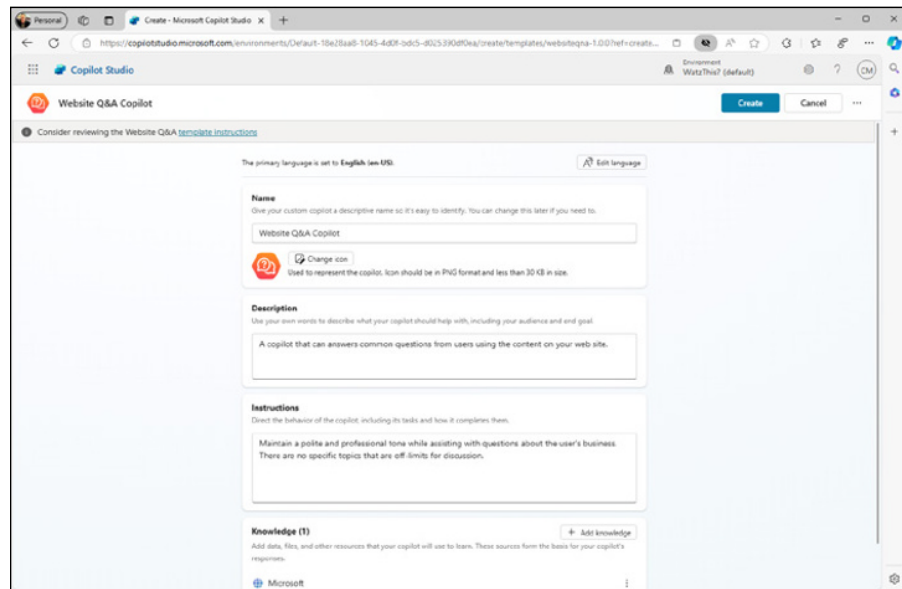 Personal
Create - Microsoft Copilot Studio
https://copilotstudio.microsoft.com/environments/Default-18e28aa8-1045-4d0f-bdc5-d025390df0ea/create/templates/websiteqna-1.0.0?ref=create...
Copilot Studio
Environment
WatzThis? (default)
?
CM
Website Q&A Copilot
Create
Cancel
Consider reviewing the Website Q&A template instructions
The primary language is set to English (en-US).
Edit language
Name
Give your custom copilot a descriptive name so it's easy to identify. You can change this later if you need to.
Website Q&A Copilot
Change icon
Used to represent the copilot. Icon should be in PNG format and less than 30 KB in size.
Description
Use your own words to describe what your copilot should help with, including your audience and end goal.
A copilot that can answers common questions from users using the content on your web site.
Instructions
Direct the behavior of the copilot, including its tasks and how it completes them.
Maintain a polite and professional tone while assisting with questions about the user's business.
There are no specific topics that are off-limits for discussion.
Knowledge (1)
+ Add knowledge
Add data, files, and other resources that your copilot will use to learn. These sources form the basis for your copilot's
responses.
Microsoft